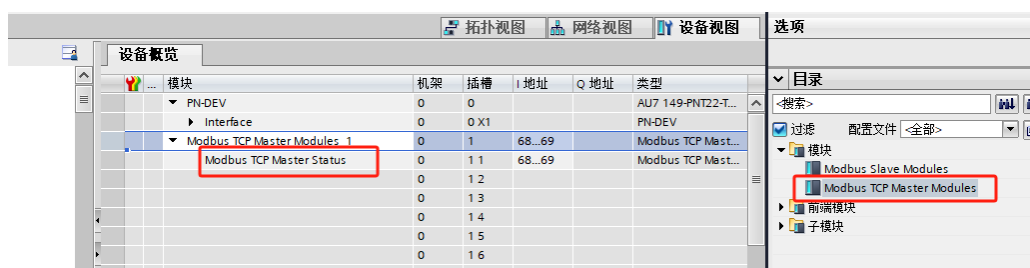 拓扑视图 网络视图 设备视图 选项
设备概览
目录
... 模块 机架 插槽 I 地址 Q 地址 类型
PN-DEV 0 0 AU7 149-PNT22-T...
<搜索>
Interface 0 0 X1 PN-DEV
过滤 配置文件 <全部>
Modbus TCP Master Modules_1 0 1 68...69 Modbus TCP Mast...
模块
Modbus TCP Master Status 0 1 1 68...69 Modbus TCP Mast...
Modbus Slave Modules
0 1 2
Modbus TCP Master Modules
0 1 3
前端模块
0 1 4
子模块
0 1 5
0 1 6